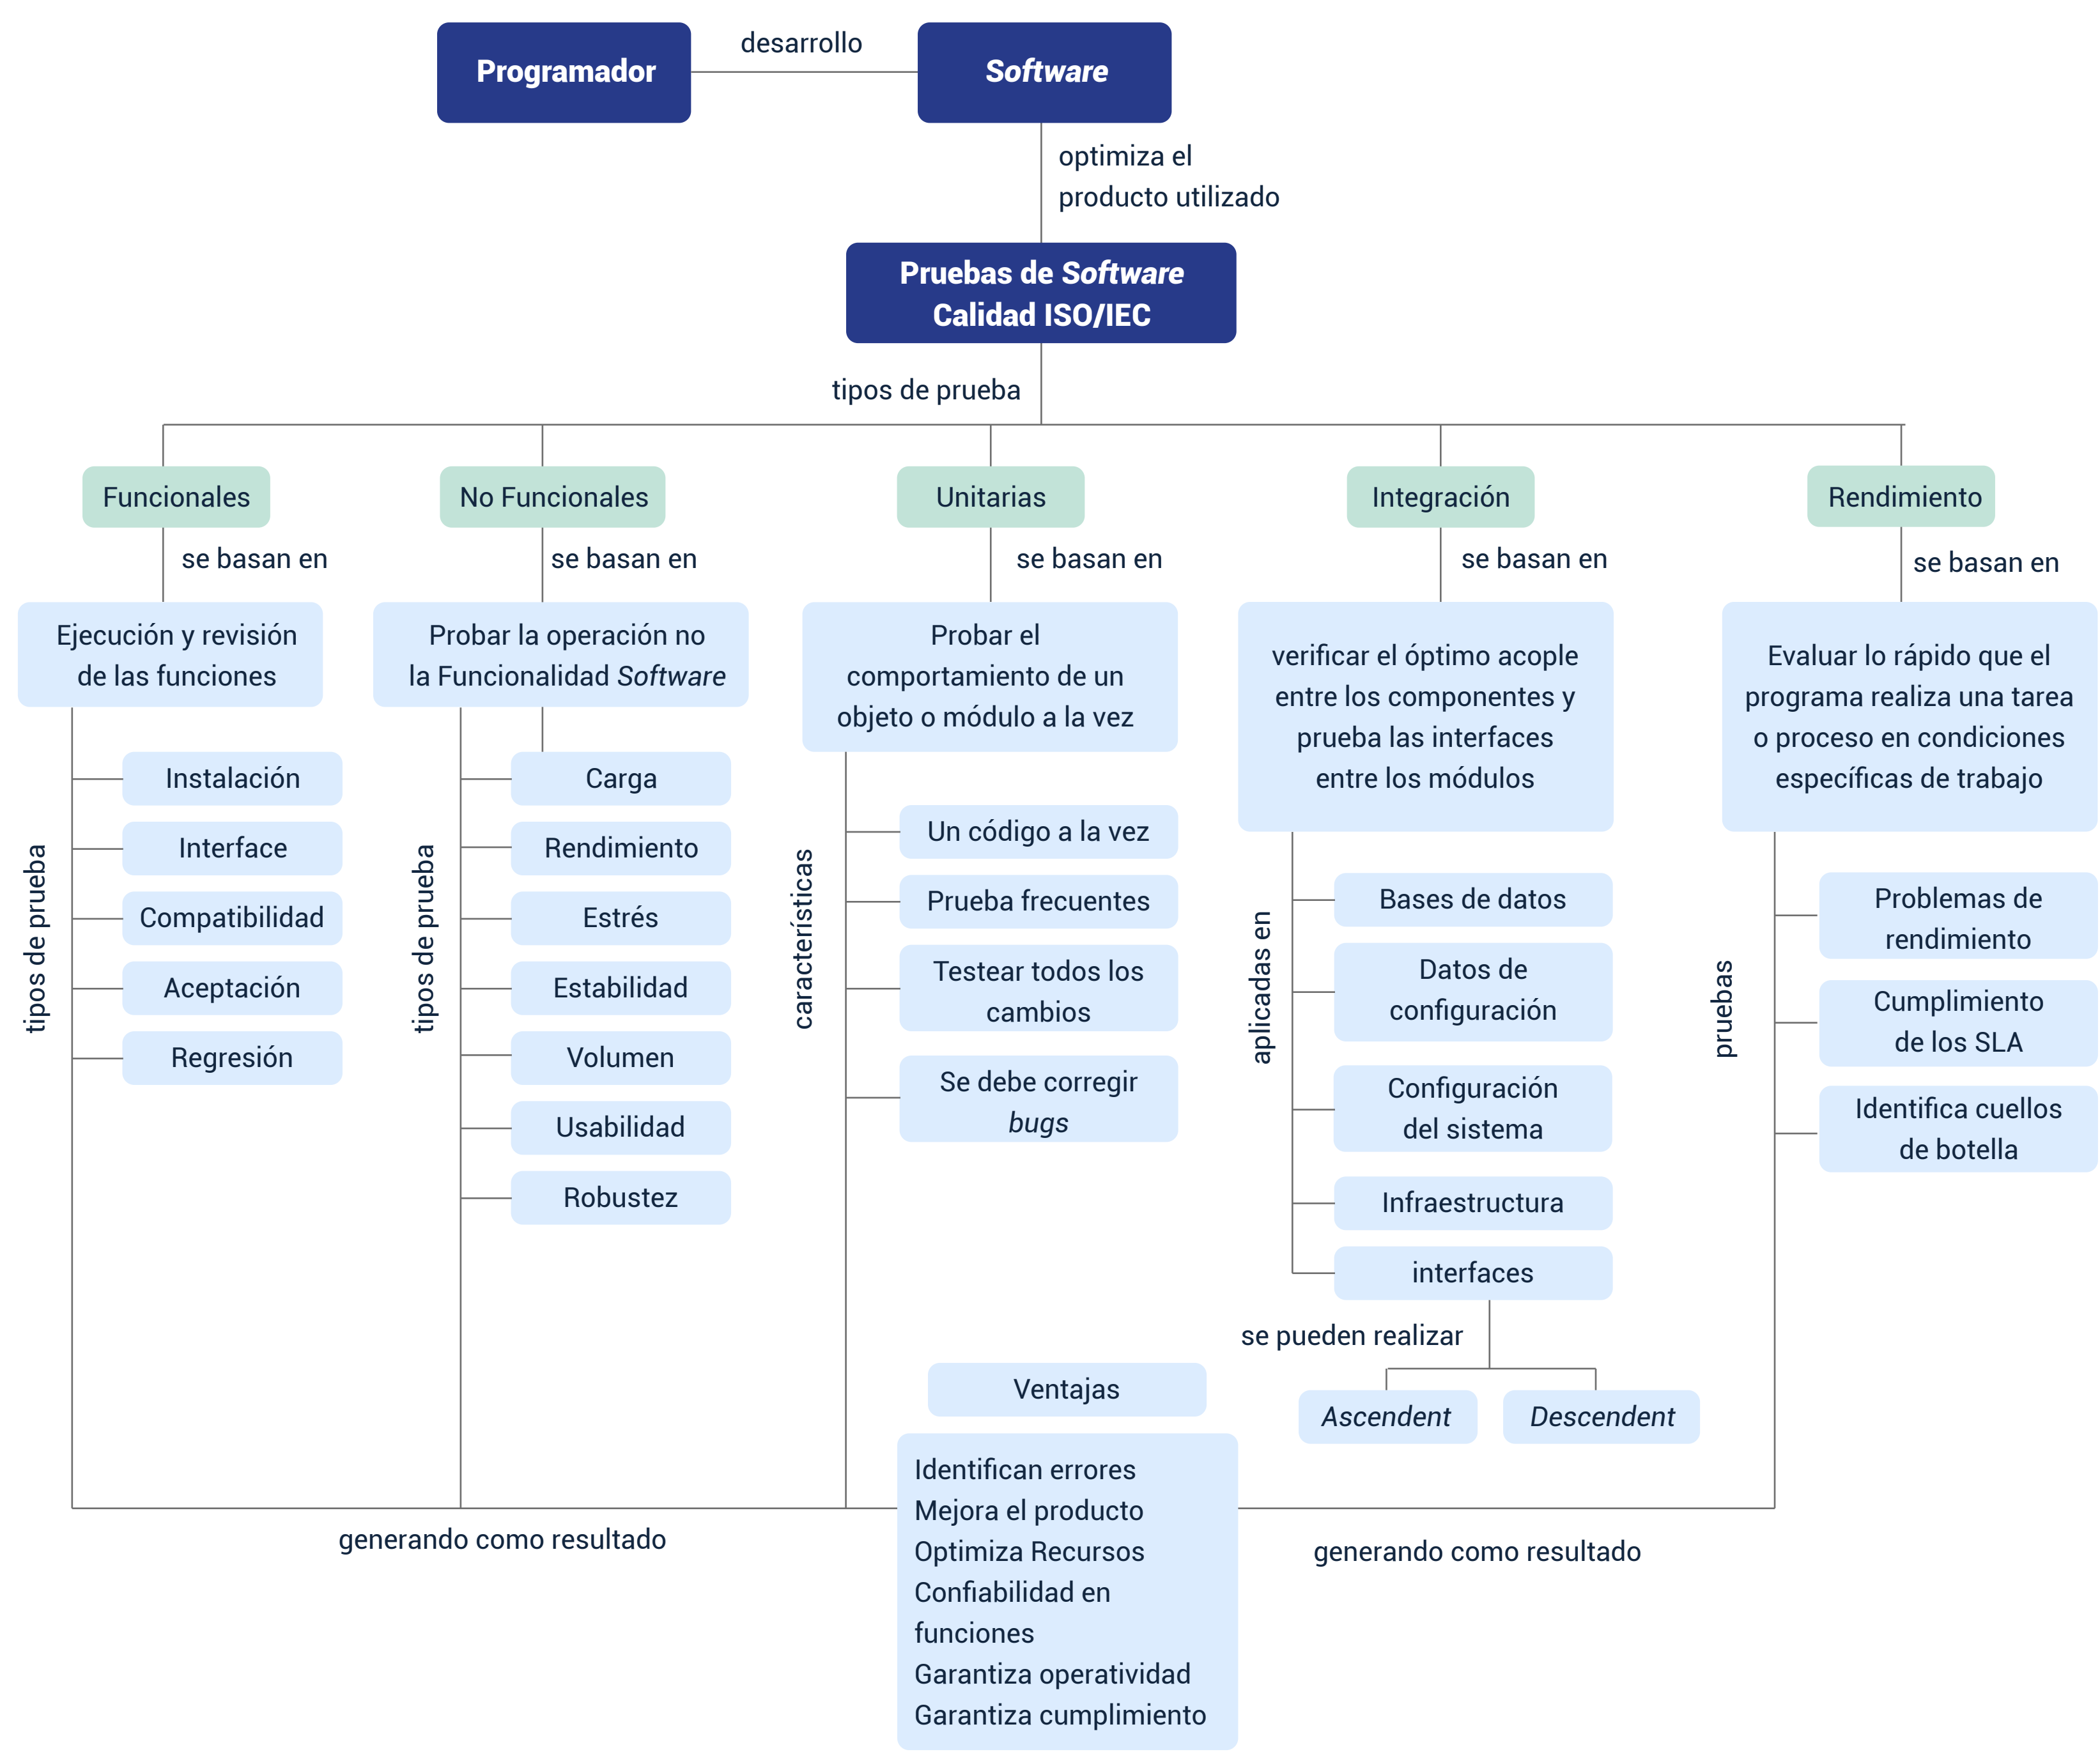 Programador
desarrollo
Software
optimiza el
producto utilizado
Pruebas de Software
Calidad ISO/IEC
tipos de prueba
Funcionales
se basan en
Ejecución y revisión
de las funciones
tipos de prueba
Instalación
Interface
Compatibilidad
Aceptación
Regresión
No Funcionales
se basan en
Probar la operación no
la Funcionalidad Software
tipos de prueba
Carga
Rendimiento
Estrés
Estabilidad
Volumen
Usabilidad
Robustez
Unitarias
se basan en
Probar el
comportamiento de un
objeto o módulo a la vez
características
Un código a la vez
Prueba frecuentes
Testear todos los
cambios
Se debe corregir
bugs
Integración
se basan en
verificar el óptimo acople
entre los componentes y
prueba las interfaces
entre los módulos
aplicadas en
Bases de datos
Datos de
configuración
Configuración
del sistema
Infraestructura
interfaces
se pueden realizar
Ascendent
Descendent
Rendimiento
se basan en
Evaluar lo rápido que el
programa realiza una tarea
o proceso en condiciones
específicas de trabajo
pruebas
Problemas de
rendimiento
Cumplimiento
de los SLA
Identifica cuellos
de botella
generando como resultado
Ventajas
Identifican errores
Mejora el producto
Optimiza Recursos
Confiabilidad en
funciones
Garantiza operatividad
Garantiza cumplimiento
generando como resultado